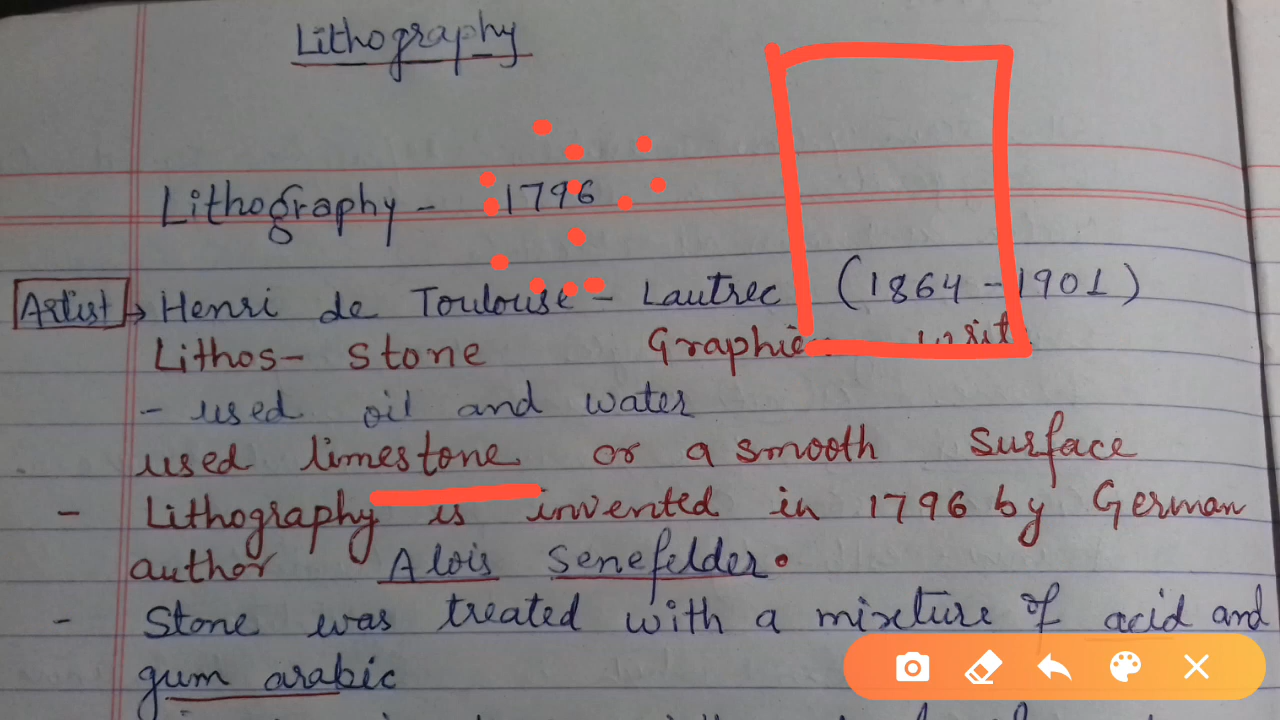 Lithography
Lithography - 1796
Artist → Henri de Toulouse - Lautrec (1864 - 1901)
Lithos - stone Graphie
- used oil and water
used limestone or a smooth surface
- Lithography is invented in 1796 by German
author Alois Senefelder.
- Stone was treated with a mixture of acid and
gum arabic